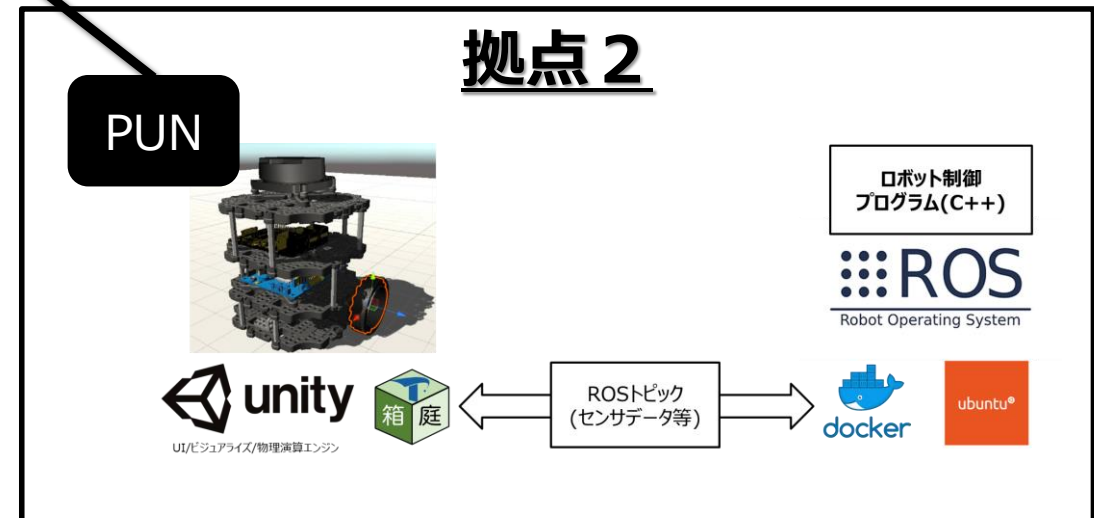 拠点２
PUN
ロボット制御
プログラム(C++)
ROS
Robot Operating System
unity
箱庭
UI/ビジュアライズ/物理演算エンジン
ROSトピック
(センサデータ等)
docker
ubuntu®